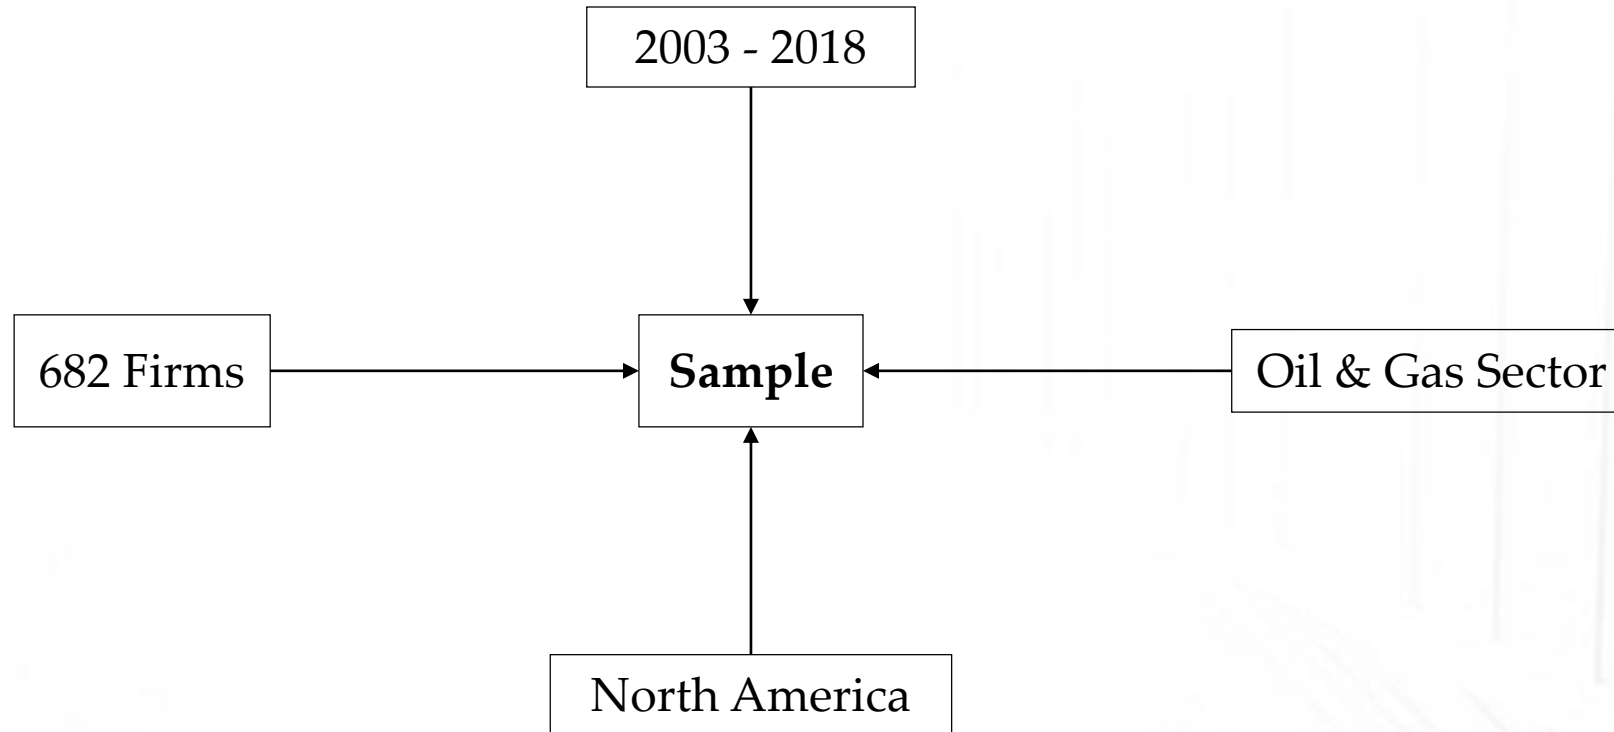 2003 - 2018
682 Firms
Sample
Oil & Gas Sector
North America